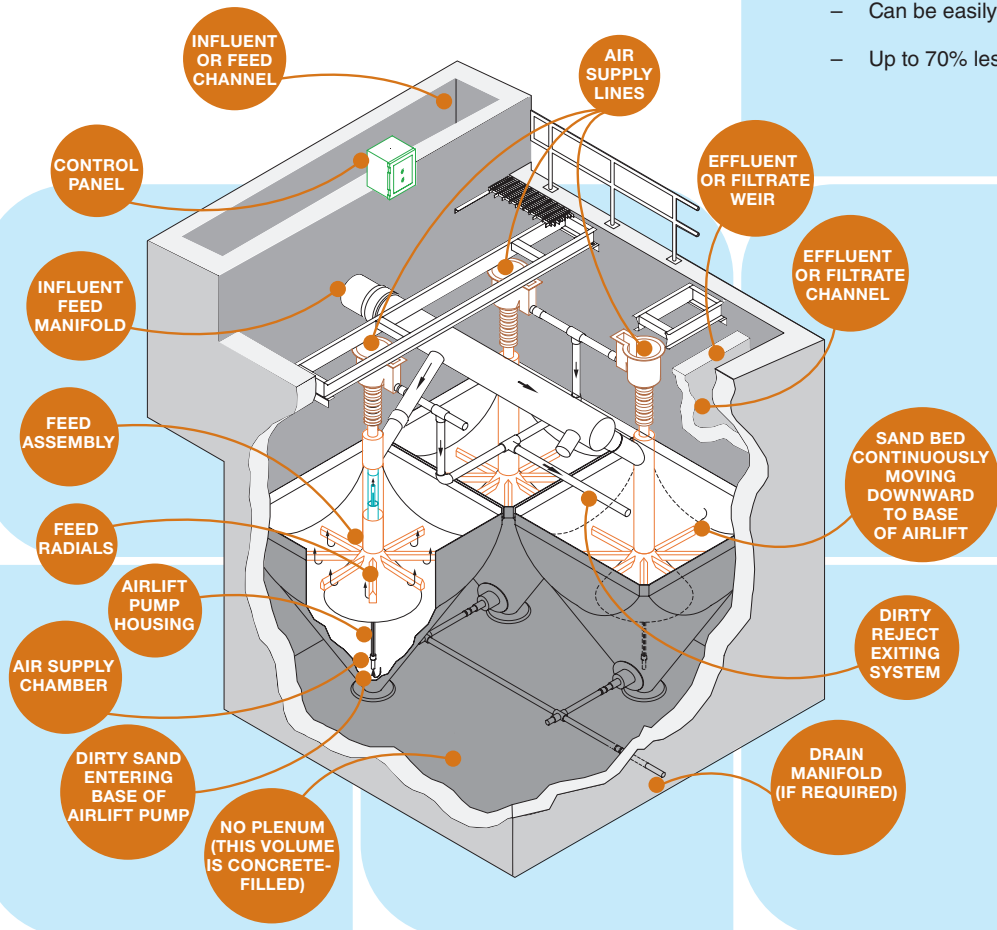 – Can be easily
– Up to 70% les
INFLUENT
OR FEED
CHANNEL
AIR
SUPPLY
LINES
CONTROL
PANEL
EFFLUENT
OR FILTRATE
WEIR
EFFLUENT
OR FILTRATE
CHANNEL
INFLUENT
FEED
MANIFOLD
FEED
ASSEMBLY
SAND BED
CONTINUOUSLY
MOVING
DOWNWARD
TO BASE
OF AIRLIFT
FEED
RADIALS
AIRLIFT
PUMP
HOUSING
AIR SUPPLY
CHAMBER
DIRTY
REJECT
EXITING
SYSTEM
DIRTY SAND
ENTERING
BASE OF
AIRLIFT PUMP
NO PLENUM
(THIS VOLUME
IS CONCRETE-
FILLED)
DRAIN
MANIFOLD
(IF REQUIRED)